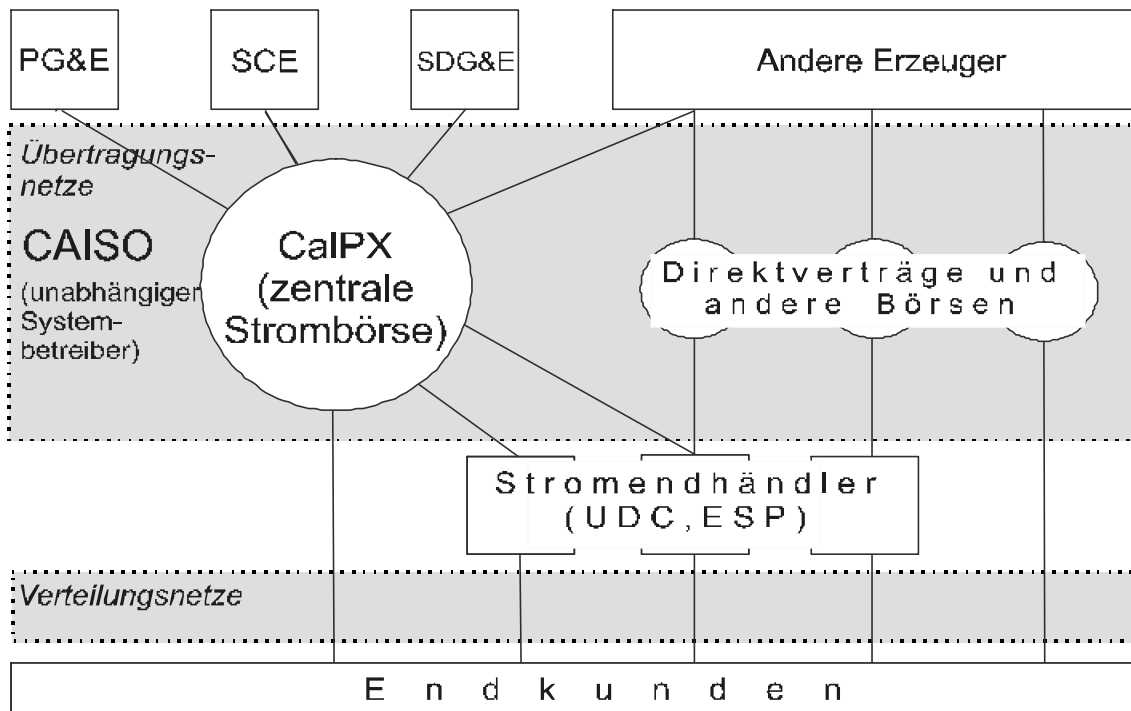 PG&E
SCE
SDG&E
Andere Erzeuger
Übertragungs-
netze
CAISO
(unabhängiger
System-
betreiber)
CalPX
(zentrale
Strombörse)
Direktverträge und
andere Börsen
Stromendhändler
(UDC,ESP)
Verteilungsnetze
Endkunden